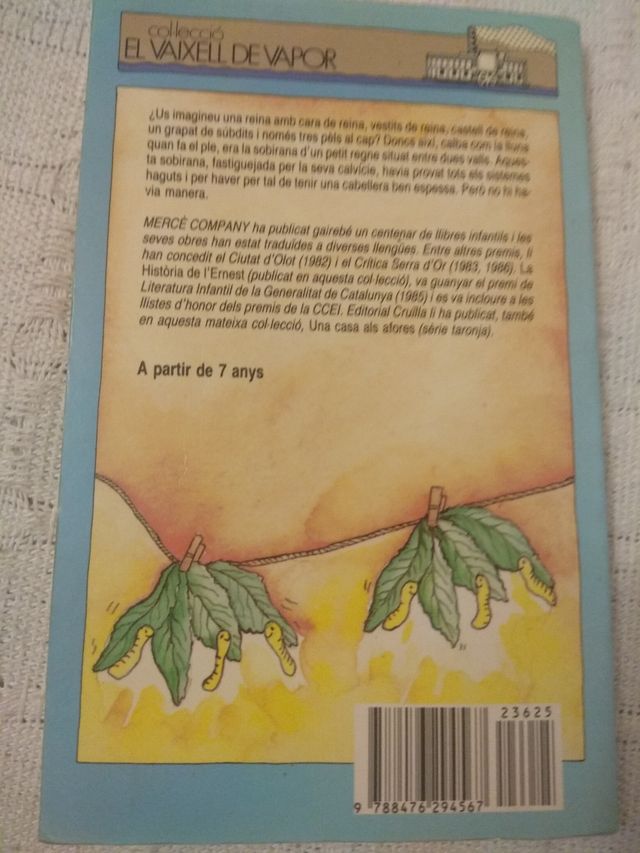 col·lecció
EL VAIXELL DE VAPOR
¿Us imagineu una reina amb cara de reina, vestits de reina, castell de reina,
un grapat de súbdits i només tres pèls al cap? Doncs així, calba com la lluna
quan fa el ple, era la sobirana d'un petit regne situat entre dues valls. Aques-
ta sobirana, fastiguejada per la seva calvície, havia provat tots els sistemes
haguts i per haver per tal de tenir una cabellera ben espessa. Però no hi ha-
via manera.
MERCÈ COMPANY ha publicat gairebé un centenar de llibres infantils i les
seves obres han estat traduïdes a diverses llengües. Entre altres premis, li
han concedit el Ciutat d'Olot (1982) i el Crítica Serra d'Or (1983, 1986). La
Història de l'Ernest (publicat en aquesta col·lecció), va guanyar el premi de
Literatura Infantil de la Generalitat de Catalunya (1985) i es va incloure a les
llistes d'honor dels premis de la CCEI. Editorial Cruïlla li ha publicat, també
en aquesta mateixa col·lecció, Una casa als afores (sèrie taronja).
A partir de 7 anys
23625
9 788476 294567